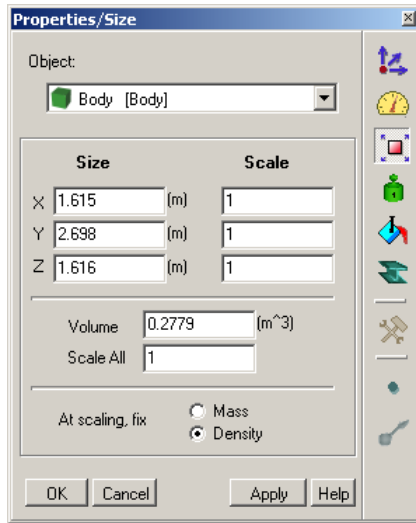 Properties/Size
Object:
Body [Body]
Size Scale
X 1.615 (m) 1
Y 2.698 (m) 1
Z 1.616 (m) 1
Volume 0.2779 (m^3)
Scale All 1
At scaling, fix Mass
Density
OK Cancel Apply Help